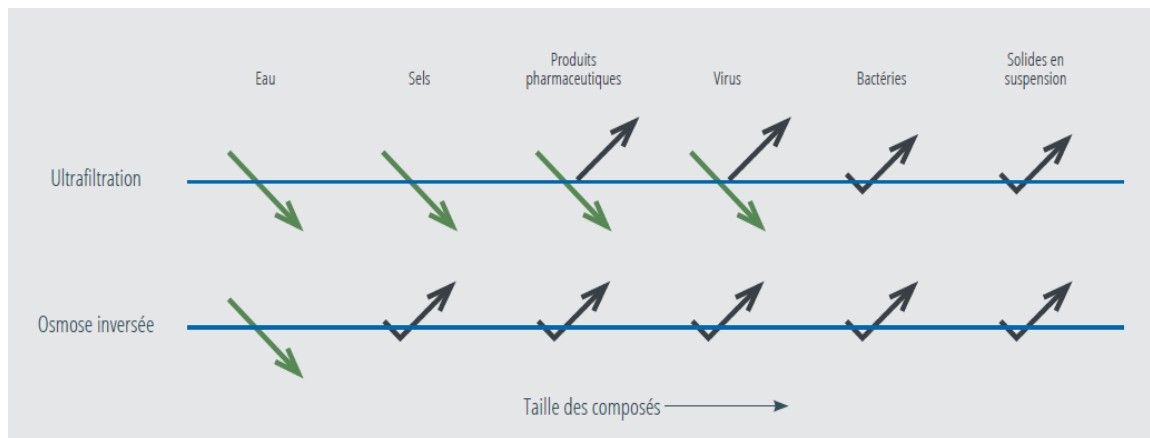 Eau
Sels
Produits
pharmaceutiques
Virus
Bactéries
Solides en
suspension
Ultrafiltration
Osmose inversée
Taille des composés